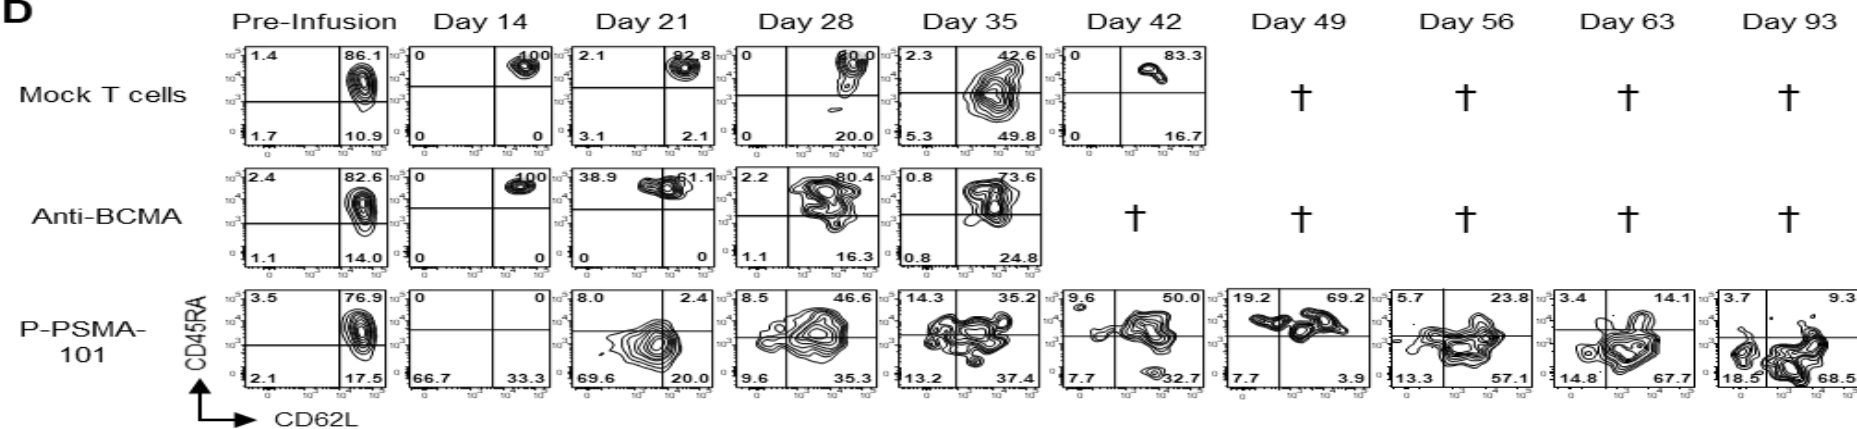 D
Pre-Infusion Day 14 Day 21 Day 28 Day 35 Day 42 Day 49 Day 56 Day 63 Day 93
Mock T cells
1.4 86.1 0 100 2.1 92.8 0 80.0 2.3 42.6 0 83.3
† † † †
1.7 10.9 0 0 3.1 2.1 0 20.0 5.3 49.8 0 16.7
Anti-BCMA
2.4 82.6 0 100 38.9 61.1 2.2 80.4 0.8 73.6
† † † † †
1.1 14.0 0 0 0 0 1.1 16.3 0.8 24.8
P-PSMA-
101
3.5 76.9 0 0 8.0 2.4 8.5 46.6 14.3 35.2 9.6 50.0 19.2 69.2 5.7 23.8 3.4 14.1 3.7 9.3
2.1 17.5 66.7 33.3 69.6 20.0 9.6 35.3 13.2 37.4 7.7 32.7 7.7 3.9 13.3 57.1 14.8 67.7 18.5 68.5
CD45RA
CD62L